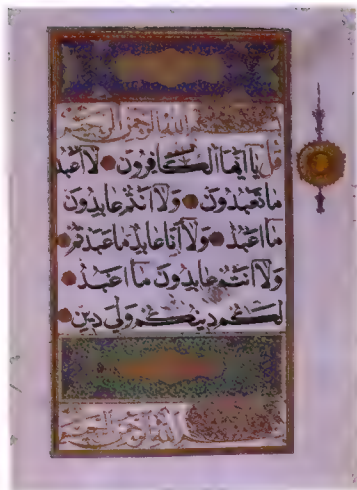 بسم الله الرحمن الرحيم
قل يا ايها الكافرون لا اعبد
ما تعبدون ولا انتم عابدون
ما اعبد ولا انا عابد ما عبدتم
ولا انتم عابدون ما اعبد
لكم دينكم ولي دين
بسم الله الرحمن الرحيم